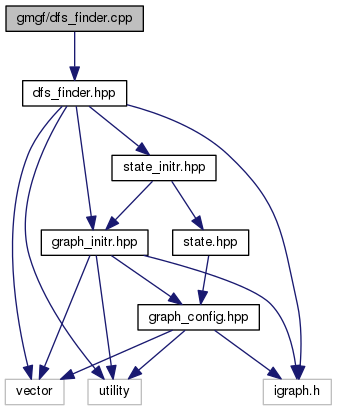 gmgf/dfs_finder.cpp
dfs_finder.hpp
state_initr.hpp
graph_initr.hpp
state.hpp
graph_config.hpp
vector
utility
igraph.h